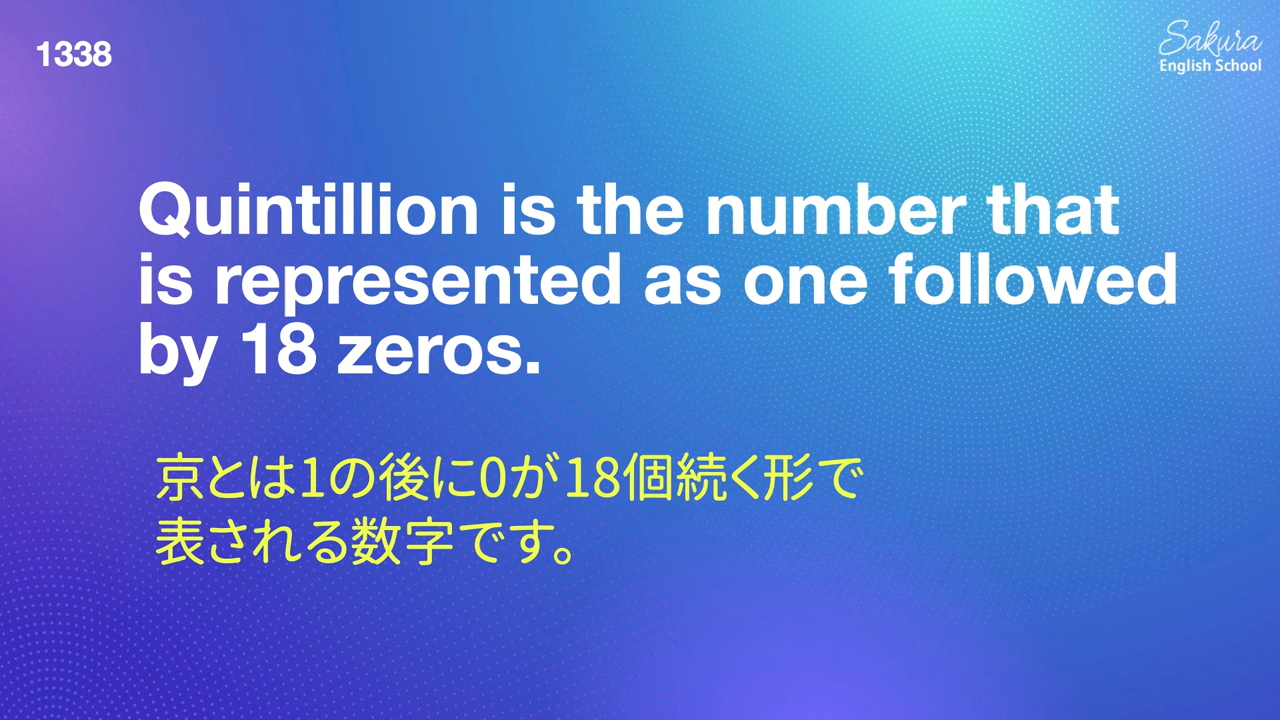 1338
Sakura
English School
Quintillion is the number that
is represented as one followed
by 18 zeros.
京とは1の後に0が18個続く形で
表される数字です。